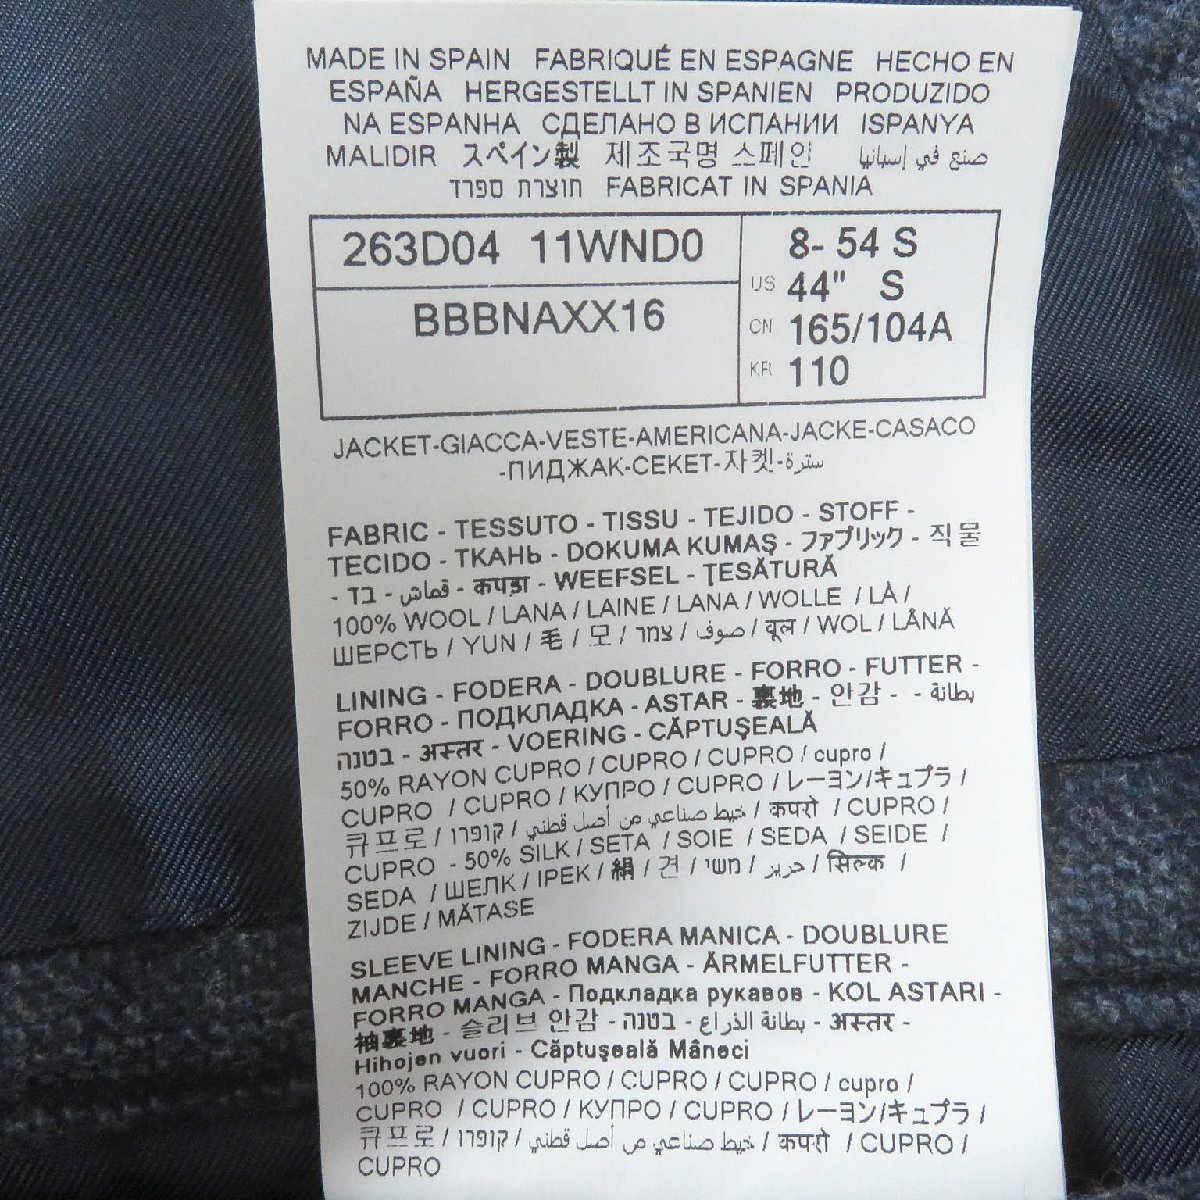 MADE IN SPAIN FABRIQUÉ EN ESPAGNE HECHO EN
ESPAÑA HERGESTELLT IN SPANIEN PRODUZIDO
NA ESPANHA СДЕЛАНО В ИСПАНИИ ISPANYA
MALIDIR スペイン製 제조국명 스페인 صنع في إسبانيا
תוצרת ספרד FABRICAT IN SPANIA
263D04 11WND0
BBBNAXX16
8- 54 S
US 44" S
CN 165/104A
KR 110
JACKET-GIACCA-VESTE-AMERICANA-JACKE-CASACO
-ПИДЖАК-CEKET-자켓-سترة
FABRIC - TESSUTO - TISSU - TEJIDO - STOFF -
TECIDO - ТКАНЬ - DOKUMA KUMAŞ - ファブリック - 직물
- בד - قماش - कपड़ा - WEEFSEL - ŢESĂTURĂ
100% WOOL / LANA / LAINE / LANA / WOLLE / LÃ /
ШЕРСТЬ / YUN / 毛 / 모 / צמר / صوف / वूल / WOL / LÂNĂ
LINING - FODERA - DOUBLURE - FORRO - FUTTER -
FORRO - ПОДКЛАДКА - ASTAR - 裏地 - 안감 - - بطانة
בטנה - अस्तर - VOERING - CĂPTUŞEALĂ
50% RAYON CUPRO / CUPRO / CUPRO / cupro /
CUPRO / CUPRO / КУПРО / CUPRO / レーヨン/キュプラ /
큐프로 / קופרו / خيط صناعي من أصل قطني / कपरो / CUPRO /
CUPRO - 50% SILK / SETA / SOIE / SEDA / SEIDE /
SEDA / ШЕЛК / IPEK / 絹 / 견 / משי / حرير / सिल्क /
ZIJDE / MĂTASE
SLEEVE LINING - FODERA MANICA - DOUBLURE
MANCHE - FORRO MANGA - ÄRMELFUTTER -
FORRO MANGA - Подкладка рукавов - KOL ASTARI -
袖裏地 - 슬리브 안감 - בטנה - بطانة الذراع - अस्तर -
Hihojen vuori - Căptuşeală Mâneci
100% RAYON CUPRO / CUPRO / CUPRO / cupro /
CUPRO / CUPRO / КУПРО / CUPRO / レーヨン/キュプラ /
큐프로 / קופרו / خيط صناعي من أصل قطني / कपरो / CUPRO /
CUPRO